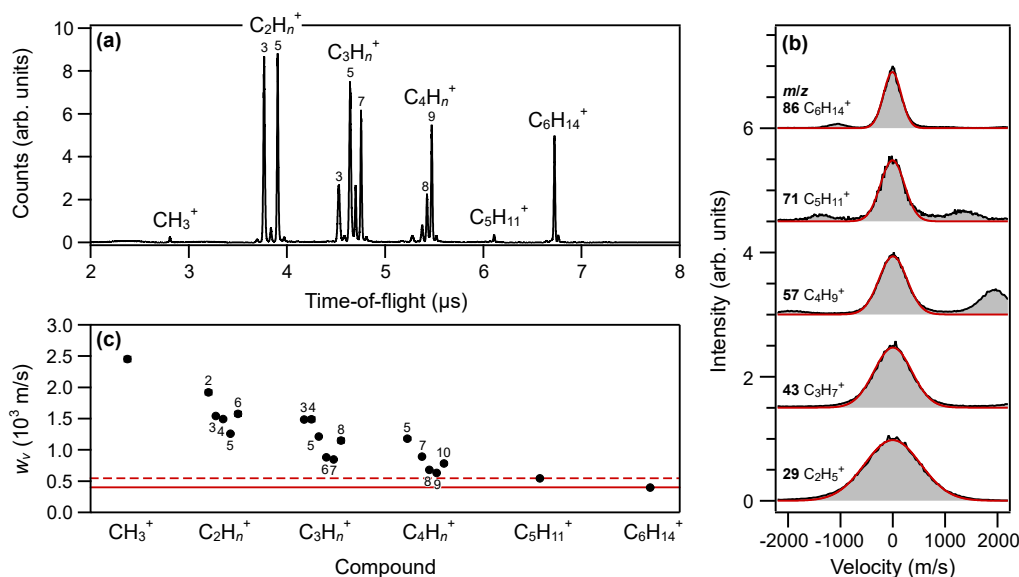 (a)
C₂Hₙ⁺
3 5
C₃Hₙ⁺
3 5 7
C₄Hₙ⁺
8 9
CH₃⁺
C₅H₁₁⁺
C₆H₁₄⁺
10
8
6
4
2
0
Counts (arb. units)
2 3 4 5 6 7 8
Time-of-flight (μs)
(c)
3.0
2.5
2.0
1.5
1.0
0.5
0.0
wᵥ (10³ m/s)
2 3 4 5 6
3 4 5 6 7 8
5 7 8 9 10
CH₃⁺ C₂Hₙ⁺ C₃Hₙ⁺ C₄Hₙ⁺ C₅H₁₁⁺ C₆H₁₄⁺
Compound
(b)
m/z
86 C₆H₁₄⁺
71 C₅H₁₁⁺
57 C₄H₉⁺
43 C₃H₇⁺
29 C₂H₅⁺
6
4
2
0
Intensity (arb. units)
-2000 -1000 0 1000 2000
Velocity (m/s)